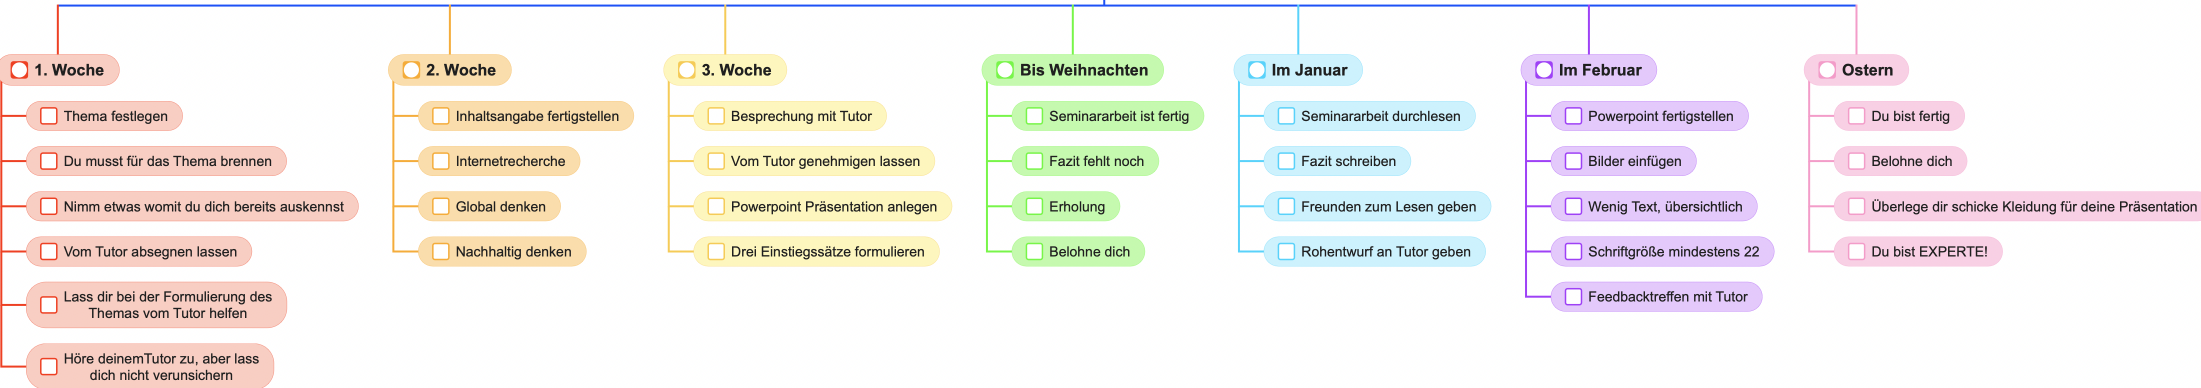 1. Woche
Thema festlegen
Du musst für das Thema brennen
Nimm etwas womit du dich bereits auskennst
Vom Tutor absegnen lassen
Lass dir bei der Formulierung des
Themas vom Tutor helfen
Höre deinemTutor zu, aber lass
dich nicht verunsichern
2. Woche
Inhaltsangabe fertigstellen
Internetrecherche
Global denken
Nachhaltig denken
3. Woche
Besprechung mit Tutor
Vom Tutor genehmigen lassen
Powerpoint Präsentation anlegen
Drei Einstiegssätze formulieren
Bis Weihnachten
Seminararbeit ist fertig
Fazit fehlt noch
Erholung
Belohne dich
Im Januar
Seminararbeit durchlesen
Fazit schreiben
Freunden zum Lesen geben
Rohentwurf an Tutor geben
Im Februar
Powerpoint fertigstellen
Bilder einfügen
Wenig Text, übersichtlich
Schriftgröße mindestens 22
Feedbacktreffen mit Tutor
Ostern
Du bist fertig
Belohne dich
Überlege dir schicke Kleidung für deine Präsentation
Du bist EXPERTE!